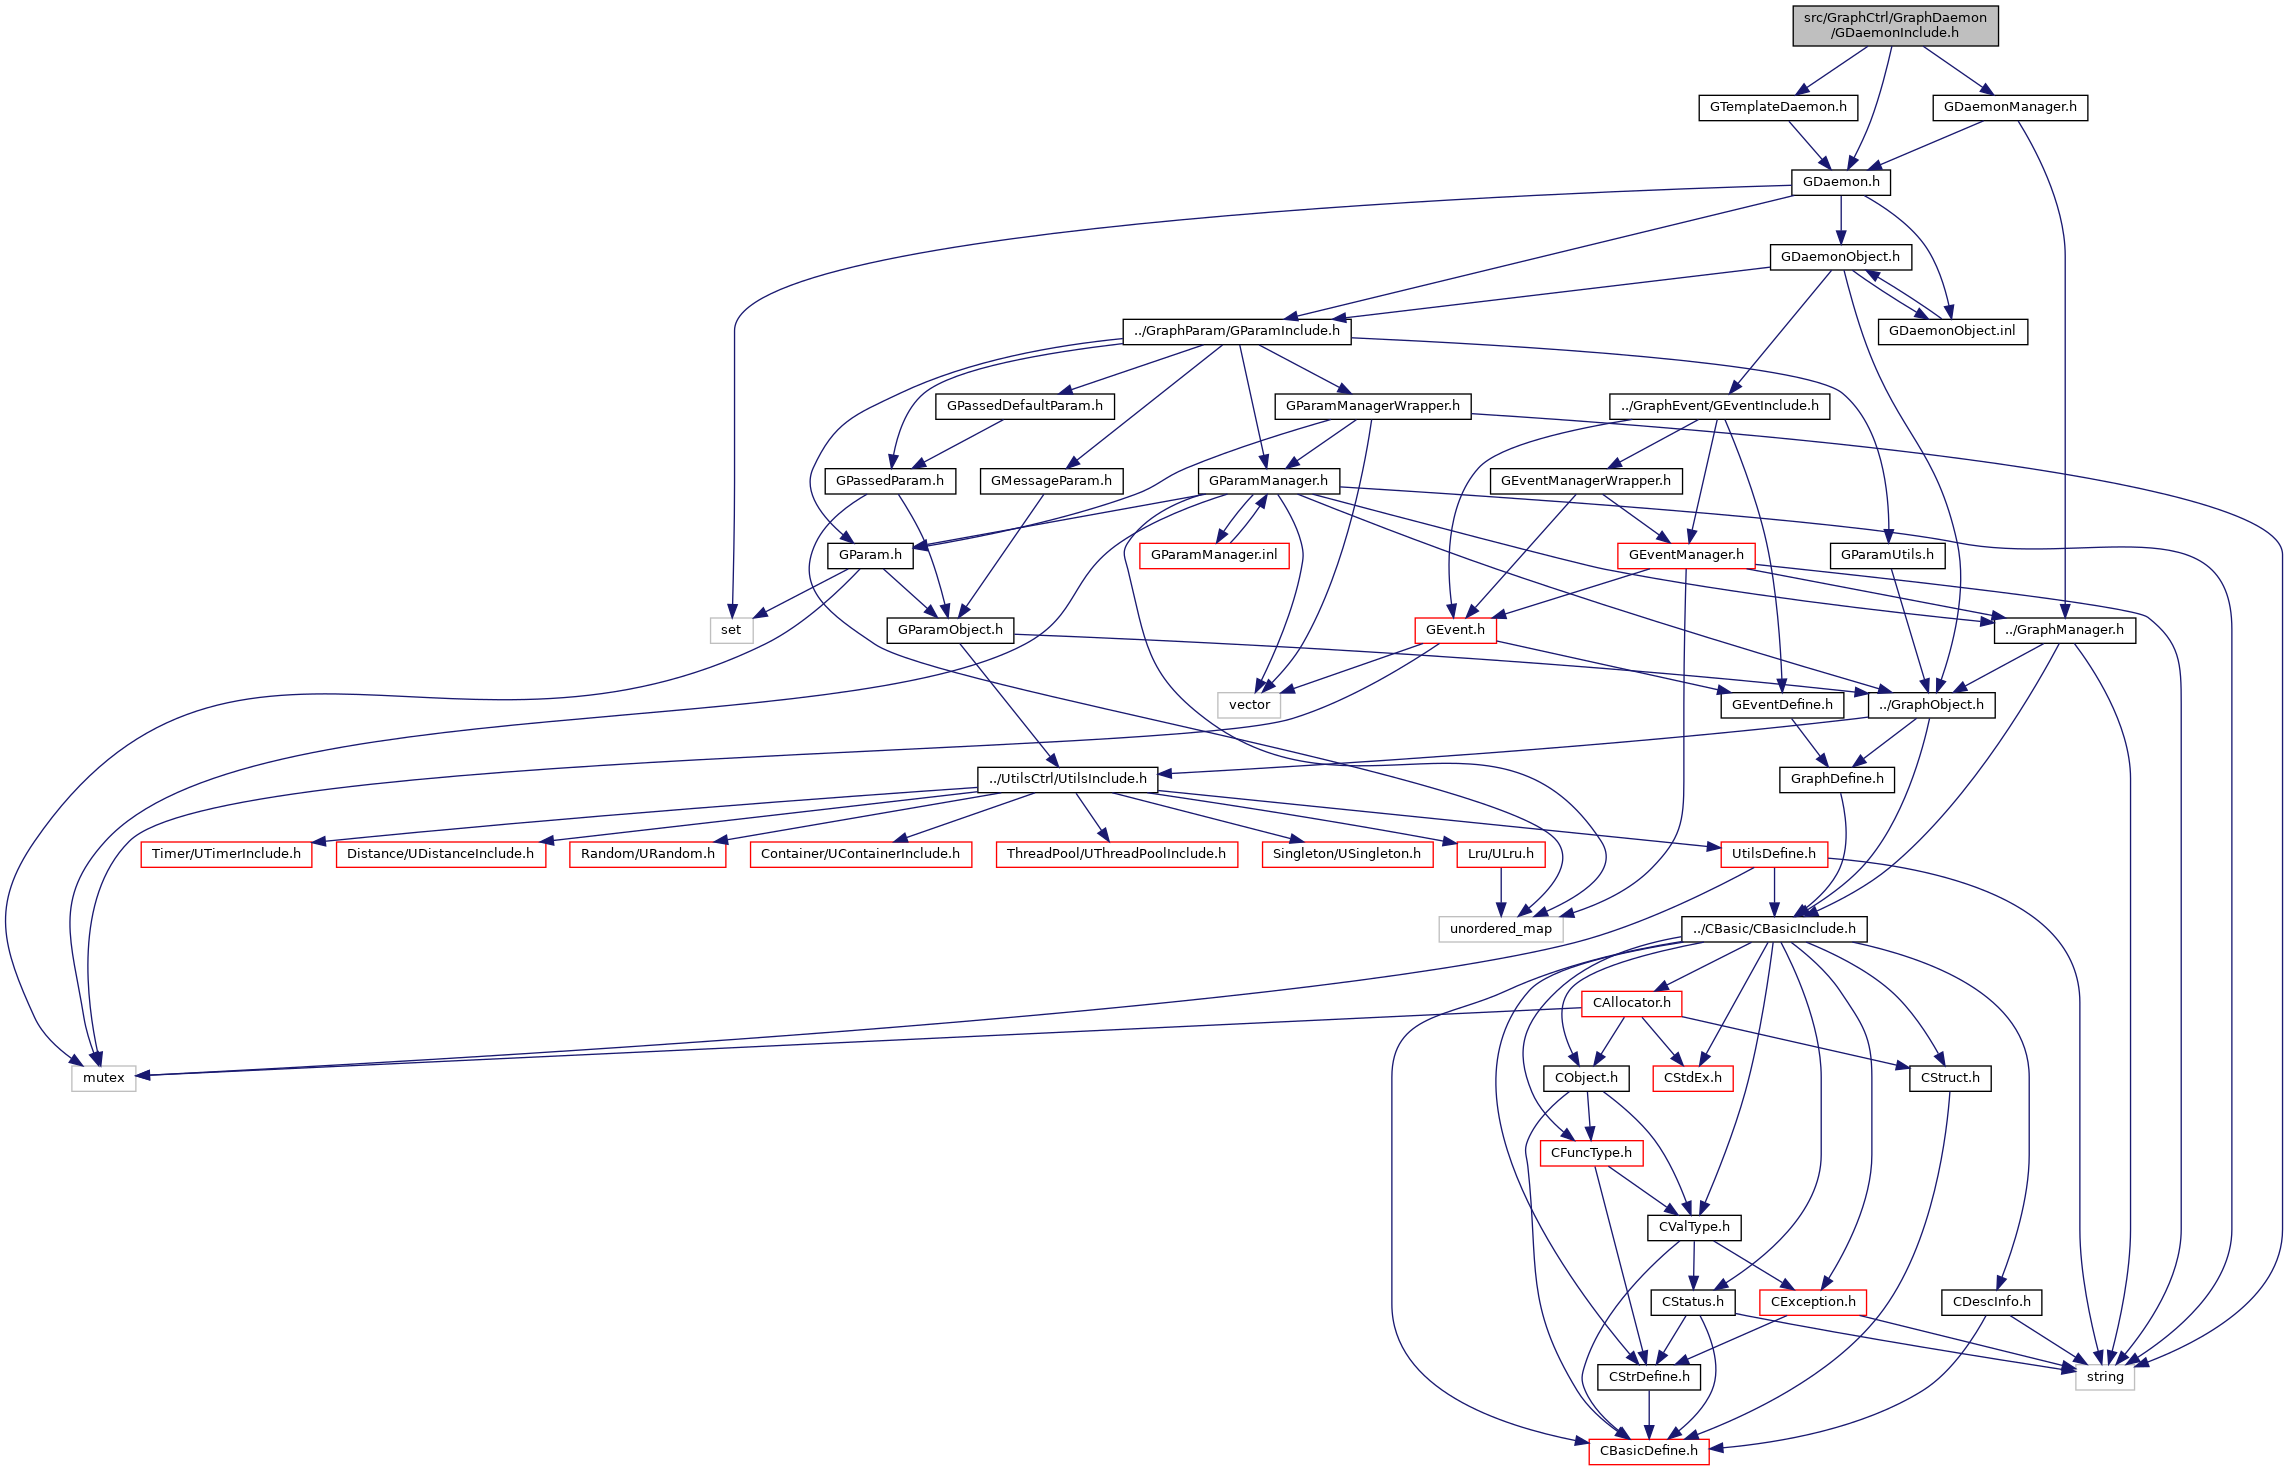 src/GraphCtrl/GraphDaemon
/GDaemonInclude.h
GTemplateDaemon.h
GDaemonManager.h
GDaemon.h
GDaemonObject.h
../GraphParam/GParamInclude.h
GDaemonObject.inl
GPassedDefaultParam.h
GParamManagerWrapper.h
../GraphEvent/GEventInclude.h
GPassedParam.h
GMessageParam.h
GParamManager.h
GEventManagerWrapper.h
GParam.h
GParamManager.inl
GEventManager.h
GParamUtils.h
set
GParamObject.h
GEvent.h
../GraphManager.h
vector
GEventDefine.h
../GraphObject.h
../UtilsCtrl/UtilsInclude.h
GraphDefine.h
Timer/UTimerInclude.h
Distance/UDistanceInclude.h
Random/URandom.h
Container/UContainerInclude.h
ThreadPool/UThreadPoolInclude.h
Singleton/USingleton.h
Lru/ULru.h
UtilsDefine.h
unordered_map
../CBasic/CBasicInclude.h
CAllocator.h
mutex
CObject.h
CStdEx.h
CStruct.h
CFuncType.h
CValType.h
CStatus.h
CException.h
CDescInfo.h
CStrDefine.h
string
CBasicDefine.h